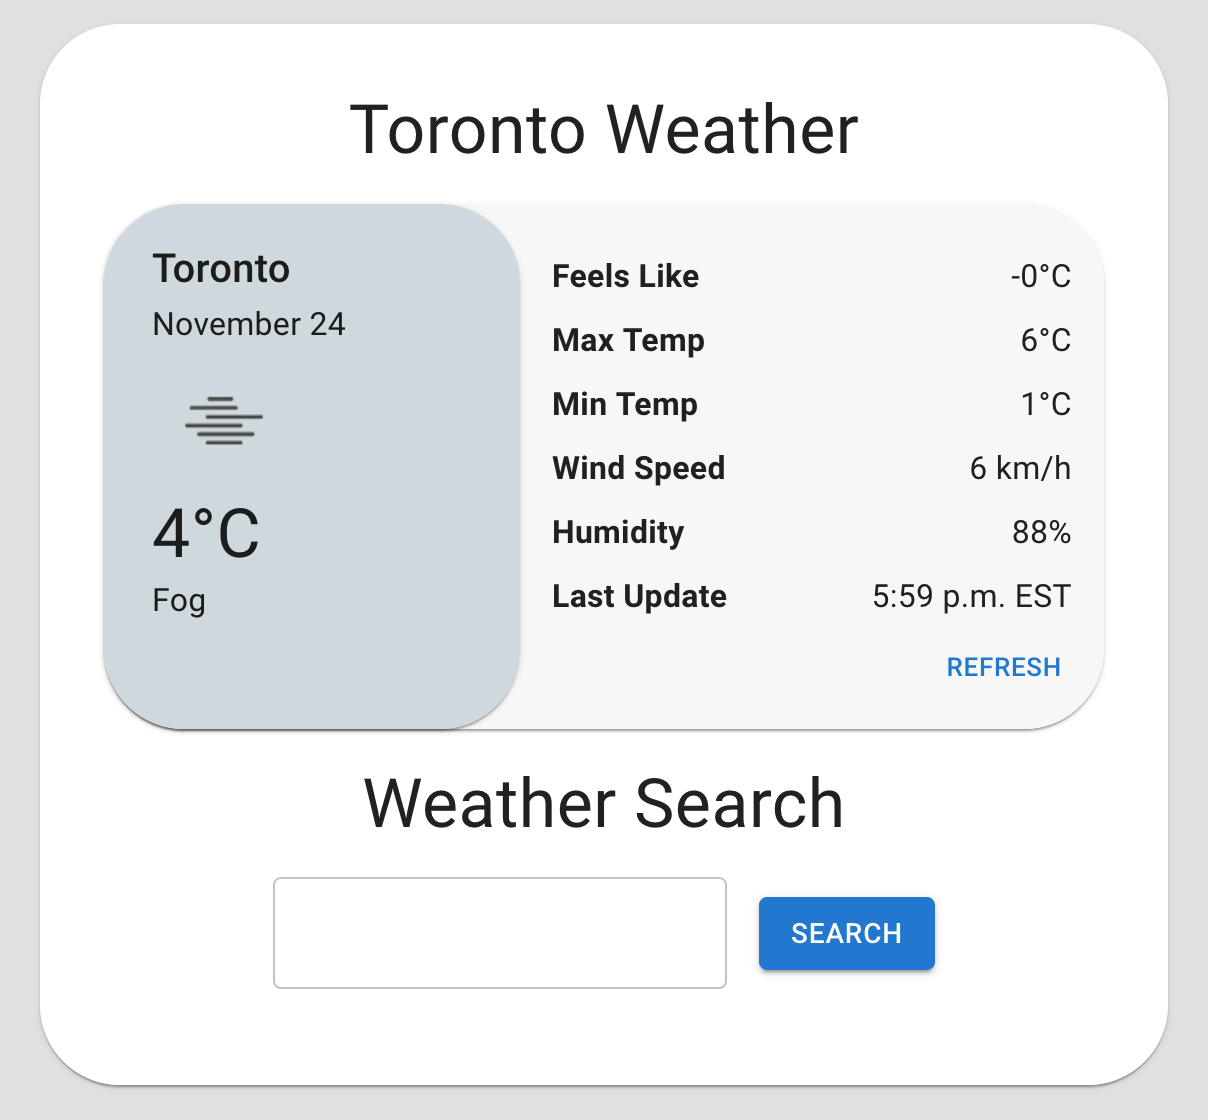 Toronto Weather
Toronto
November 24
4°C
Fog
Feels Like -0°C
Max Temp 6°C
Min Temp 1°C
Wind Speed 6 km/h
Humidity 88%
Last Update 5:59 p.m. EST
REFRESH
Weather Search
SEARCH